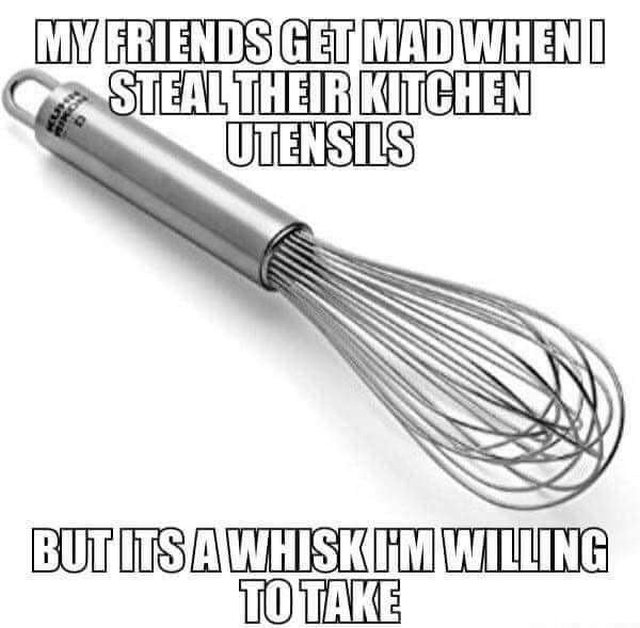 MY FRIENDS GET MAD WHEN I
STEAL THEIR KITCHEN
UTENSILS
BUT ITS A WHISK I'M WILLING
TO TAKE